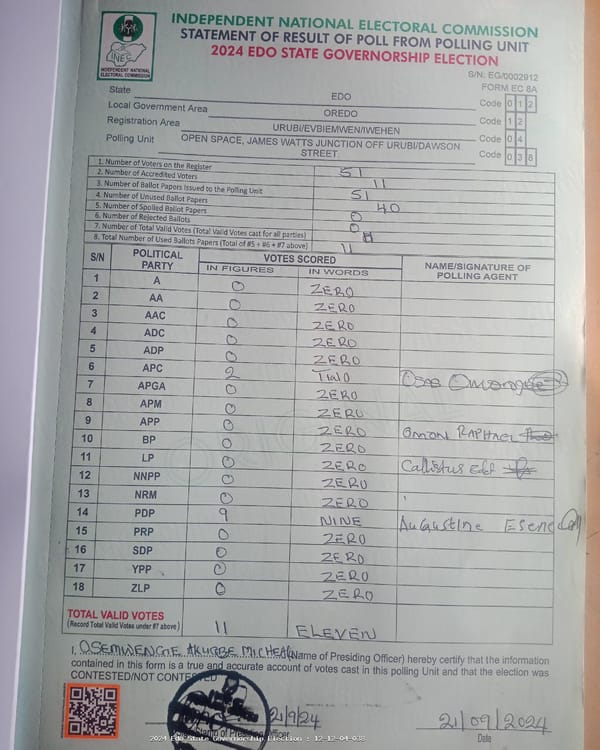 INDEPENDENT NATIONAL ELECTORAL COMMISSION
STATEMENT OF RESULT OF POLL FROM POLLING UNIT
2024 EDO STATE GOVERNORSHIP ELECTION
INEC
INDEPENDENT NATIONAL
ELECTORAL COMMISSION
S/N: EG/0002912
FORM EC 8A
State EDO Code 0 1 2
Local Government Area OREDO Code 1 2
Registration Area URUBI/EVBIEMWEN/IWEHEN Code 0 4
Polling Unit OPEN SPACE, JAMES WATTS JUNCTION OFF URUBI/DAWSON STREET. Code 0 3 8
1. Number of Voters on the Register 51
2. Number of Accredited Voters 11
3. Number of Ballot Papers Issued to the Polling Unit 51
4. Number of Unused Ballot Papers 40
5. Number of Spoiled Ballot Papers 0
6. Number of Rejected Ballots 0
7. Number of Total Valid Votes (Total Valid Votes cast for all parties)
8. Total Number of Used Ballots Papers (Total of #5 + #6 + #7 above) 11
S/N POLITICAL PARTY VOTES SCORED NAME/SIGNATURE OF POLLING AGENT
IN FIGURES IN WORDS
1 A 0 ZERO
2 AA 0 ZERO
3 AAC 0 ZERO
4 ADC 0 ZERO
5 ADP 0 ZERO
6 APC 2 TWO
7 APGA 0 ZERO
8 APM 0 ZERO
9 APP 0 ZERO OMON RAPHAEL
10 BP 0 ZERO
11 LP 0 ZERO Callistus
12 NNPP 0 ZERO
13 NRM 0 ZERO
14 PDP 9 NINE Augustine
15 PRP 0 ZERO
16 SDP 0 ZERO
17 YPP 0 ZERO
18 ZLP 0 ZERO
TOTAL VALID VOTES
(Record Total Valid Votes under #7 above) 11 ELEVEN
I, OSEMWENGIE AKUGBE MICHEAL (Name of Presiding Officer) hereby certify that the information
contained in this form is a true and accurate account of votes cast in this polling Unit and that the election was
CONTESTED/NOT CONTESTED
2/9/24 21/09/2024
Stamp of Presiding Officer Date
2024 Edo State Governorship Election : 12-12-04-038